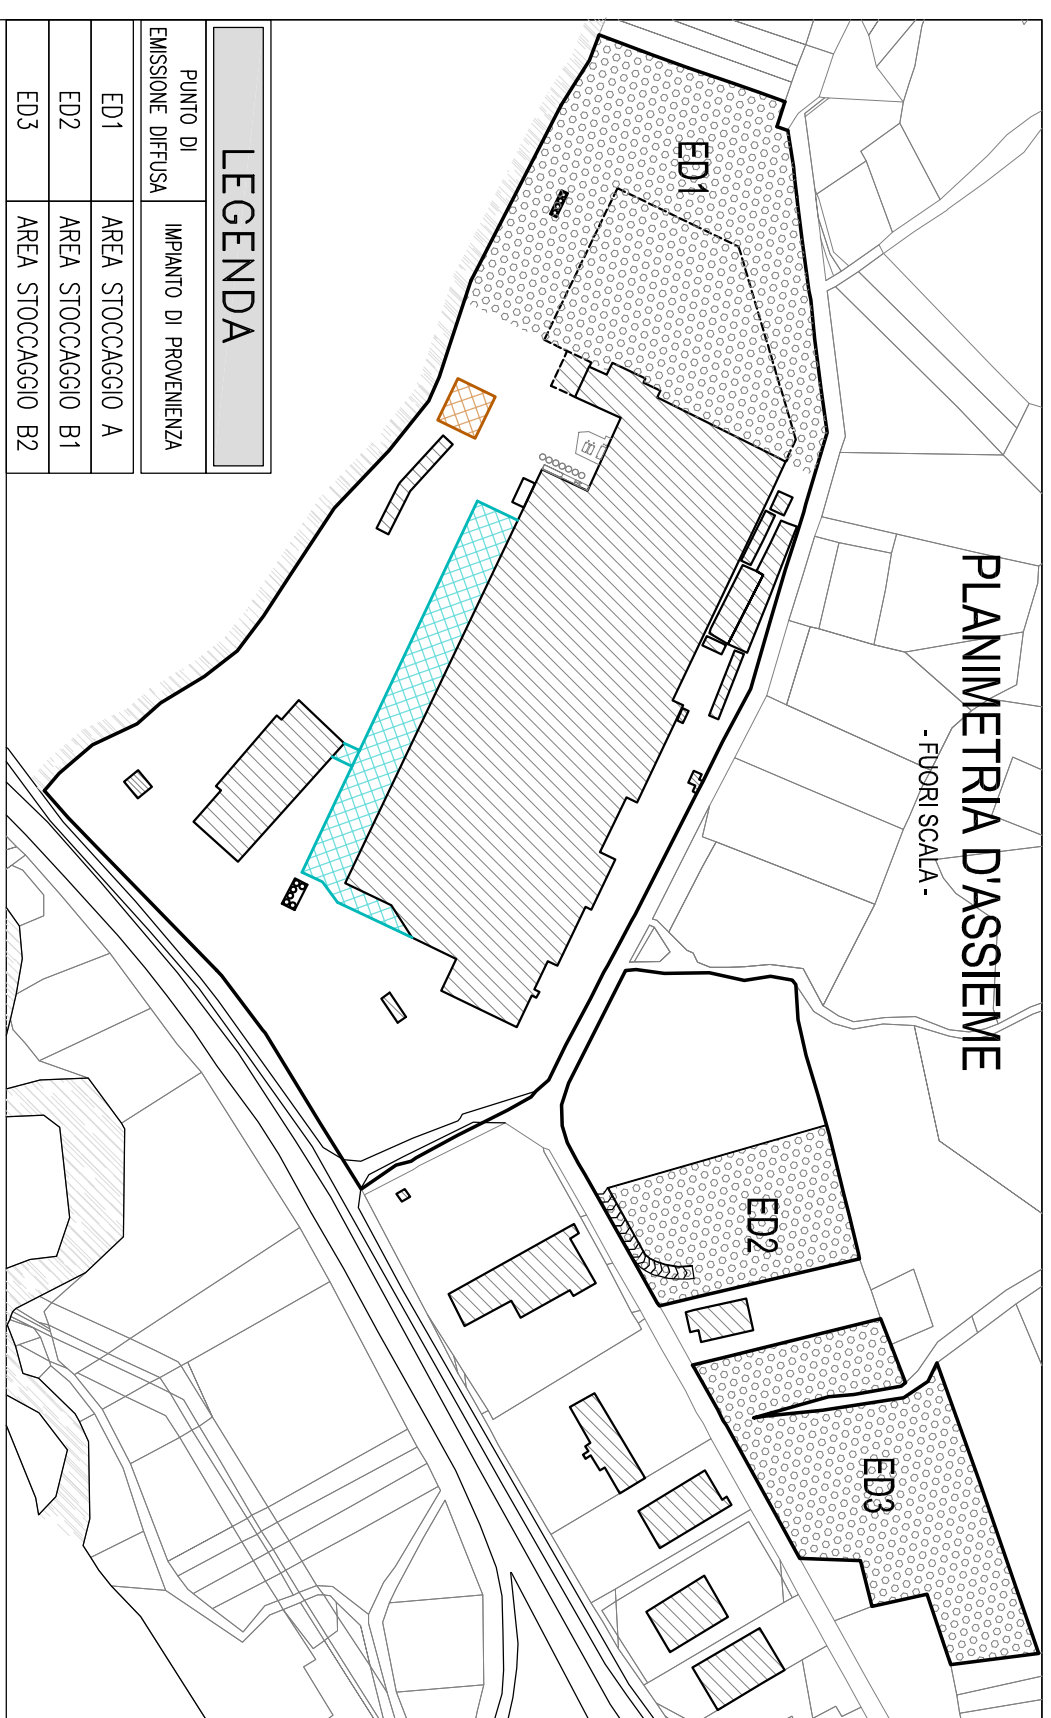 PLANIMETRIA D'ASSIEME
- FUORI SCALA -
ED1
ED2
ED3
LEGENDA
PUNTO DI
EMISSIONE DIFFUSA
IMPIANTO DI PROVENIENZA
ED1 AREA STOCCAGGIO A
ED2 AREA STOCCAGGIO B1
ED3 AREA STOCCAGGIO B2